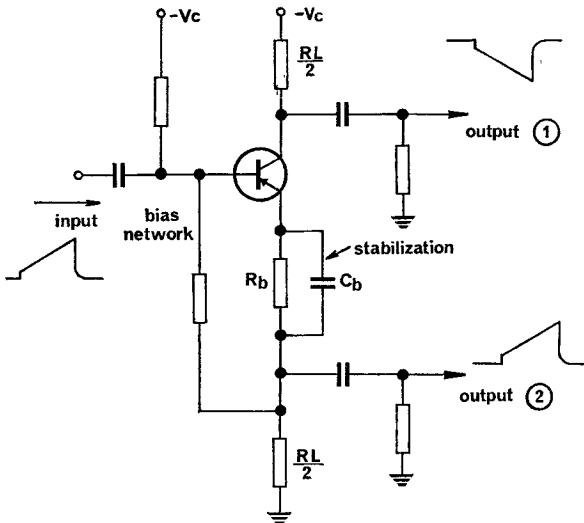 -Vc
-Vc
RL
2
output 1
input
bias
network
stabilization
Rb
Cb
output 2
RL
2